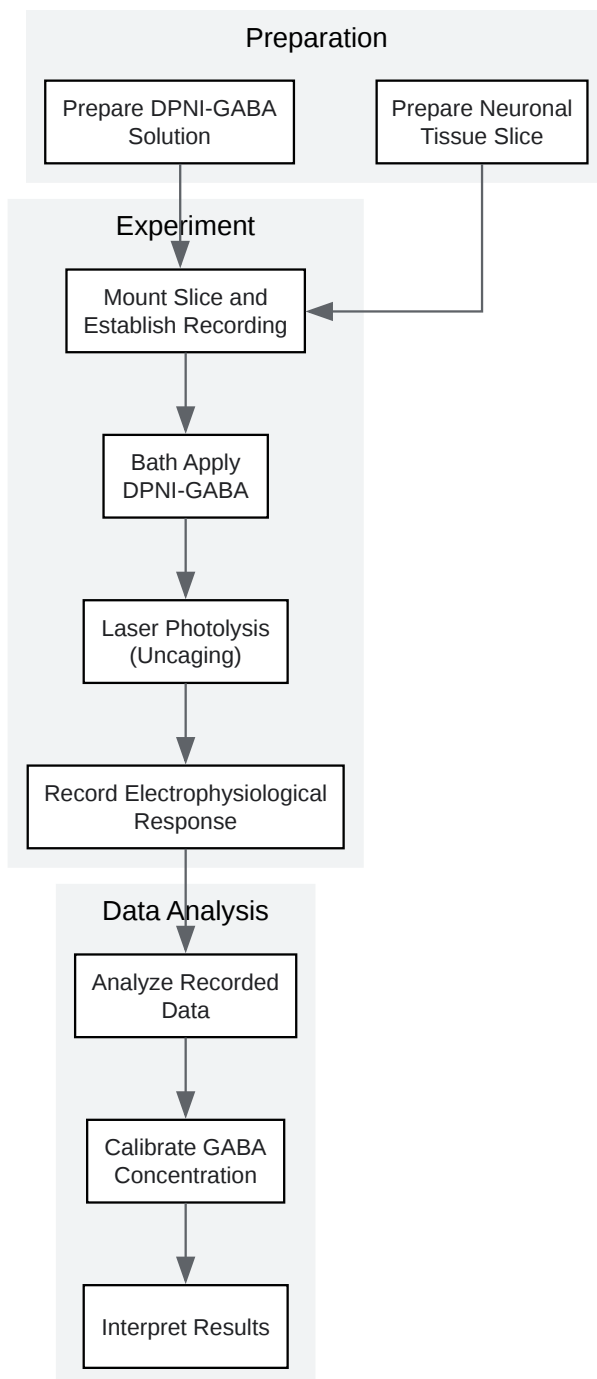 Preparation
Prepare DPNI-GABA
Solution
Prepare Neuronal
Tissue Slice
Experiment
Mount Slice and
Establish Recording
Bath Apply
DPNI-GABA
Laser Photolysis
(Uncaging)
Record Electrophysiological
Response
Data Analysis
Analyze Recorded
Data
Calibrate GABA
Concentration
Interpret Results